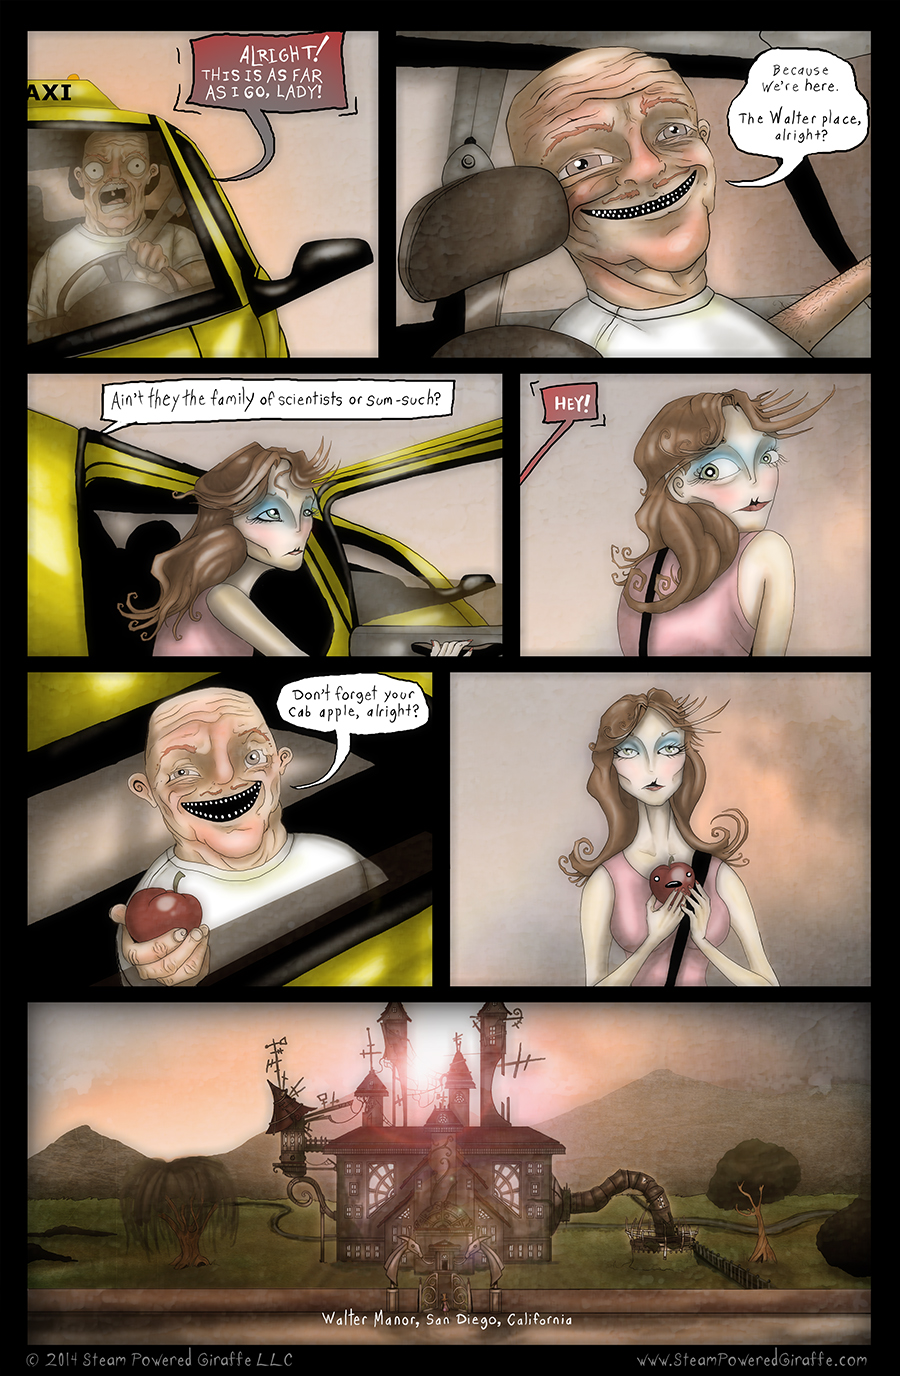 AXI
ALRIGHT!
THIS IS AS FAR
AS I GO, LADY!
Because
We're here.
The Walter place,
alright?
Ain't they the family of scientists or sum-such?
HEY!
Don't forget your
Cab apple, alright?
Walter Manor, San Diego, California
© 2014 Steam Powered Giraffe LLC
www.SteamPoweredGiraffe.com